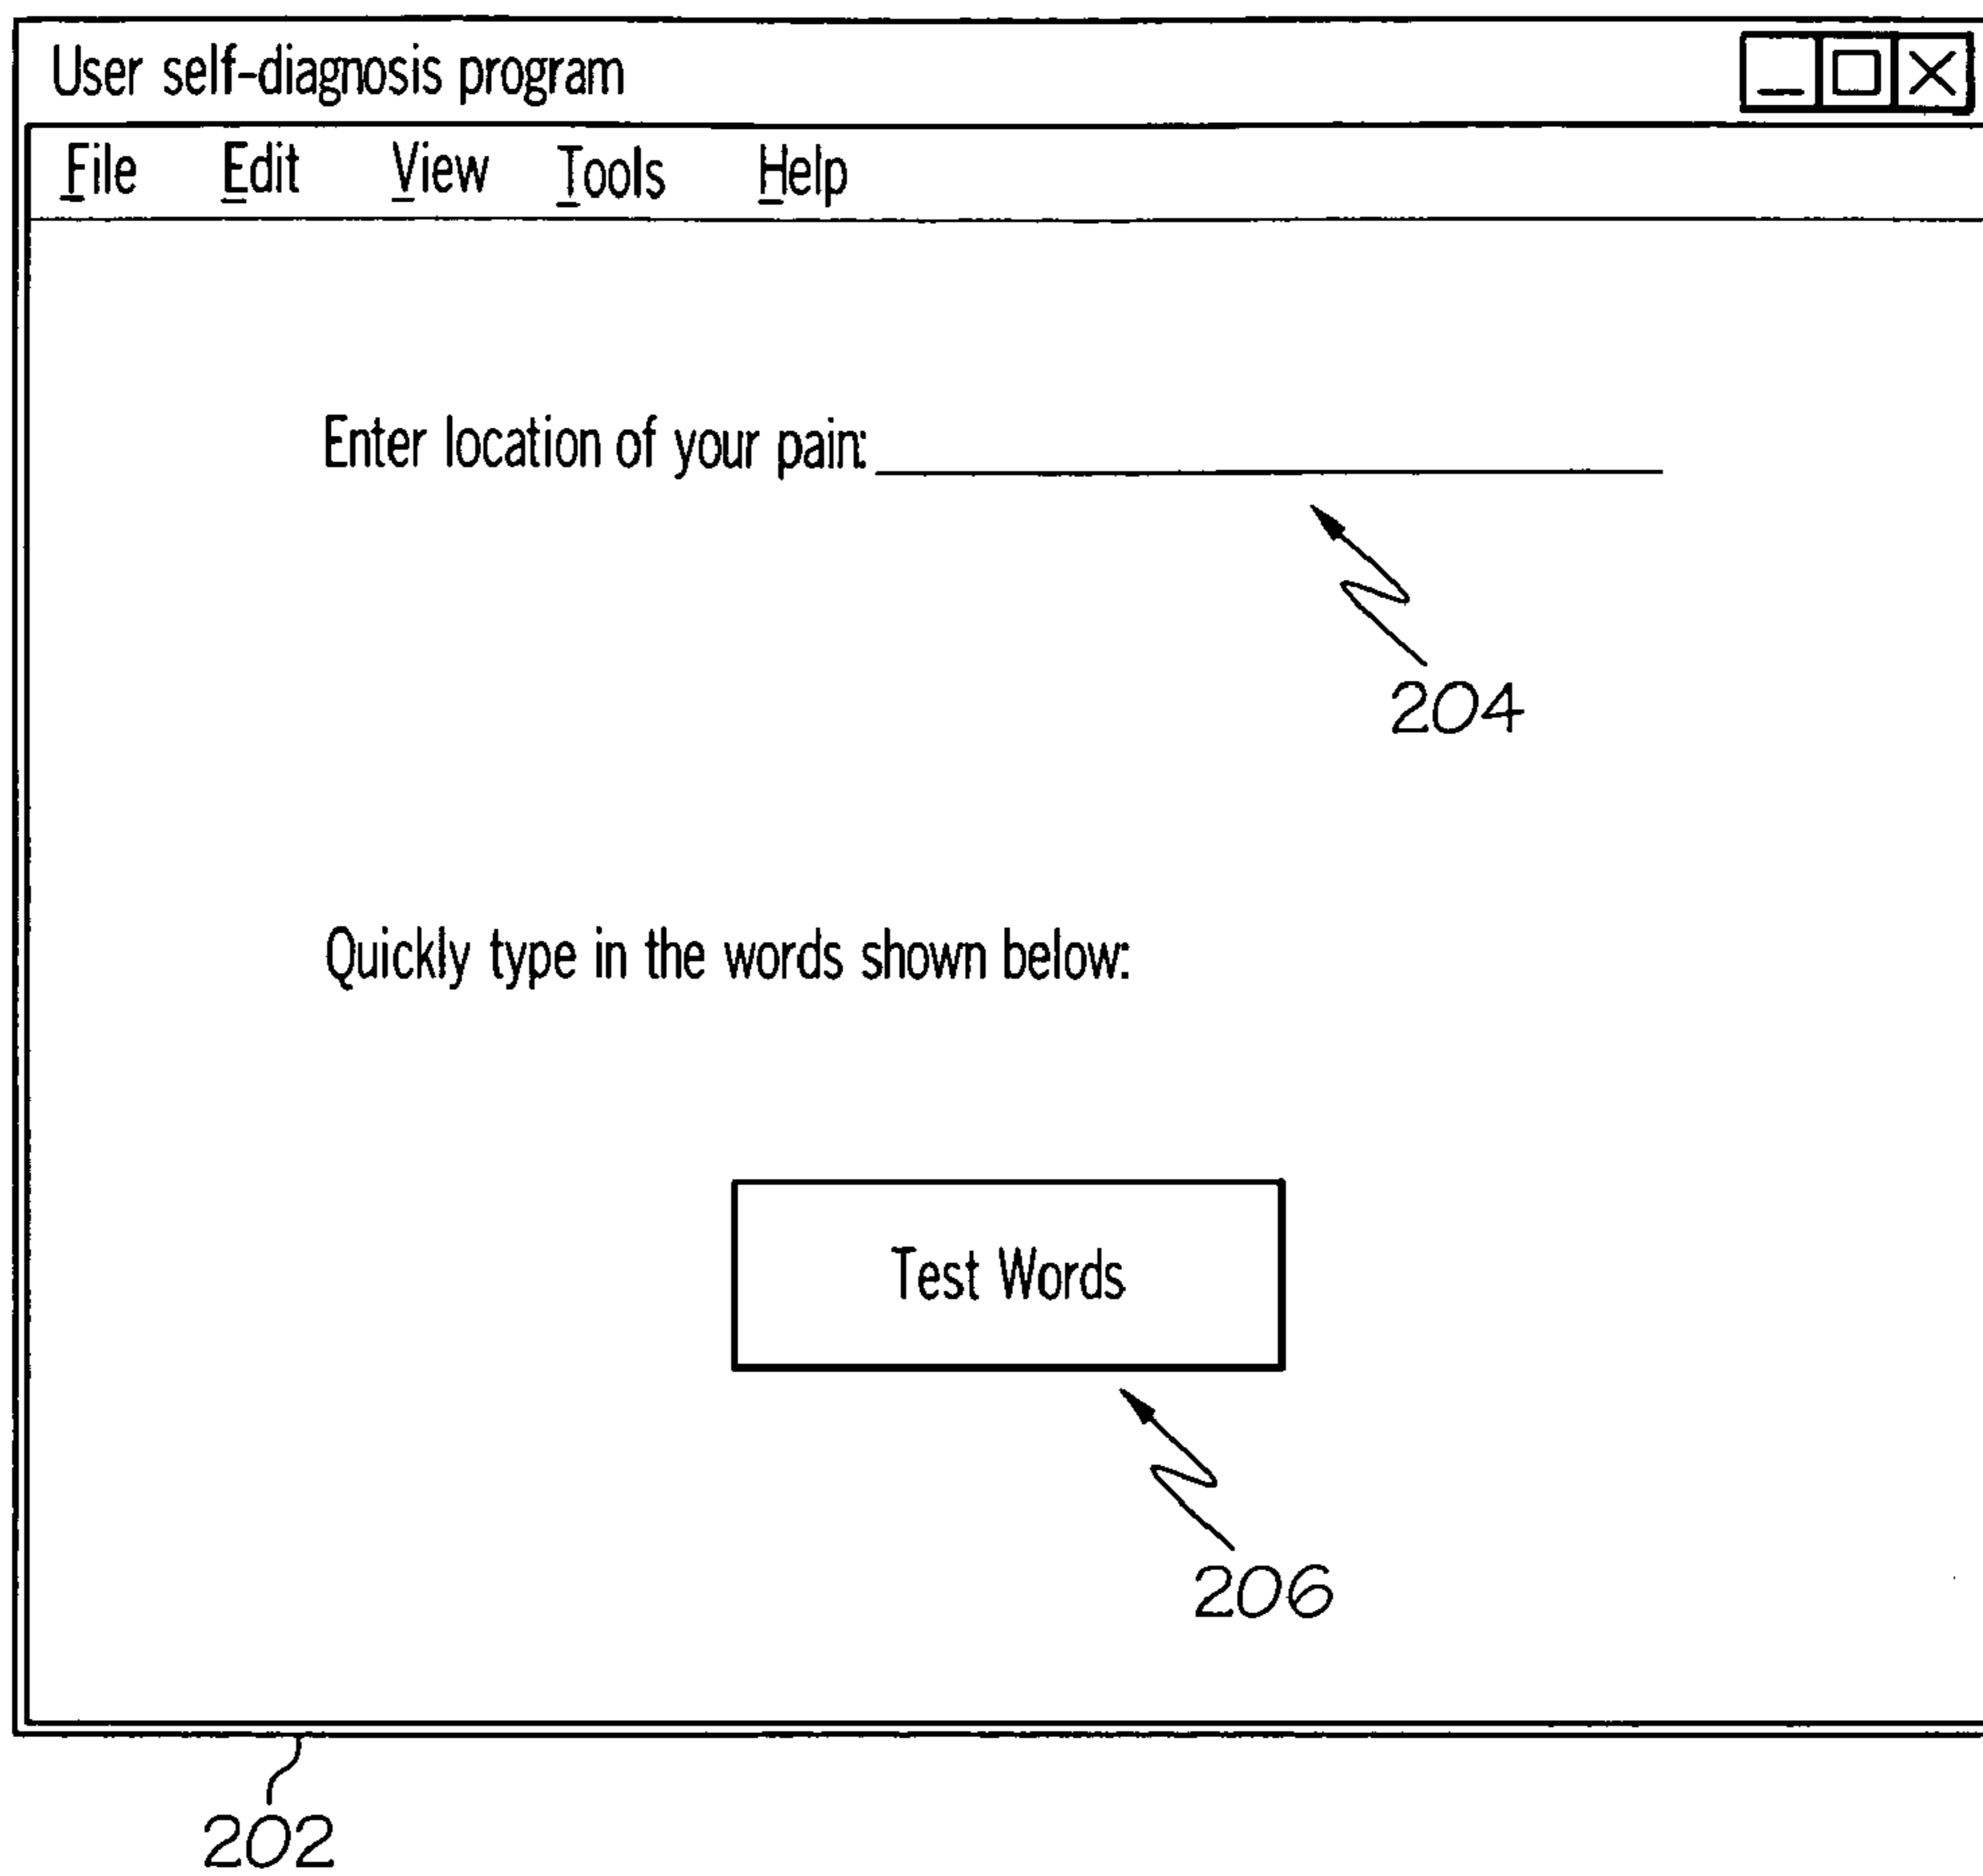 User self-diagnosis program
File Edit View Tools Help
Enter location of your pain:
204
Quickly type in the words shown below:
Test Words
206
202